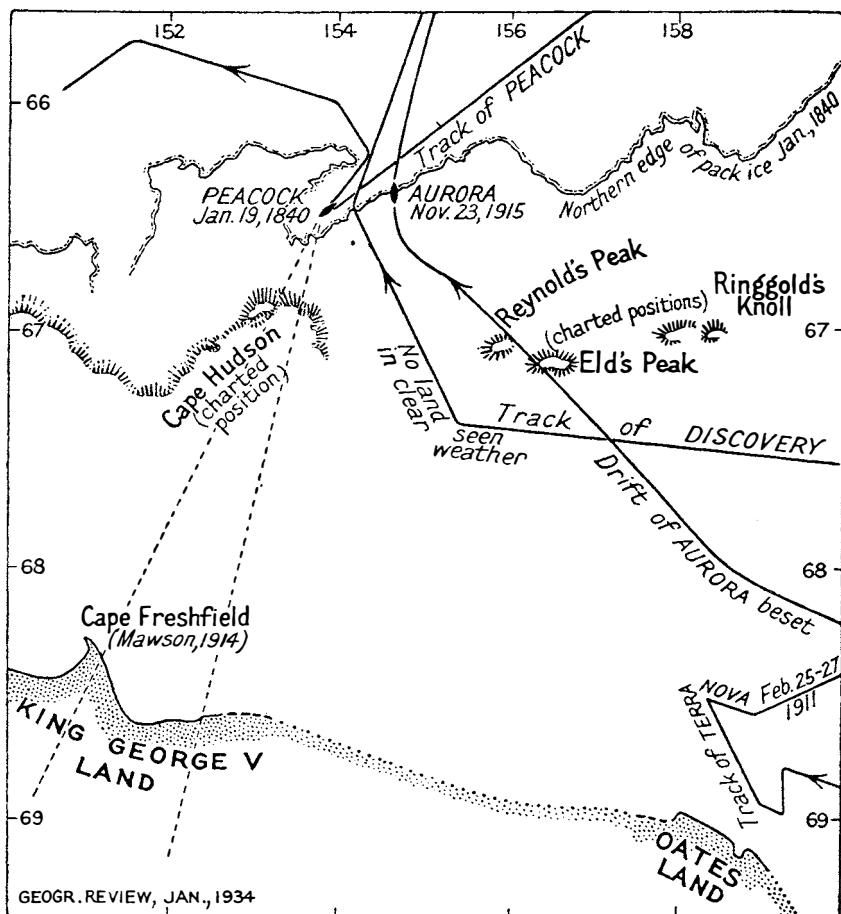 152
154
156
158
66
Track of PEACOCK
Northern edge
of pack ice Jan., 1840
PEACOCK
Jan. 19, 1840
AURORA
Nov. 23, 1915
Reynold's Peak
(charted positions)
Ringgold's
Knoll
67
67
Eld's Peak
Cape Hudson
(charted
position)
No land
in clear
seen
weather
Track of DISCOVERY
Drift of AURORA beset
68
68
Cape Freshfield
(Mawson, 1914)
Track of TERRA
NOVA Feb. 25-27
1911
KING GEORGE V
LAND
69
69
OATES
LAND
GEOGR. REVIEW, JAN., 1934